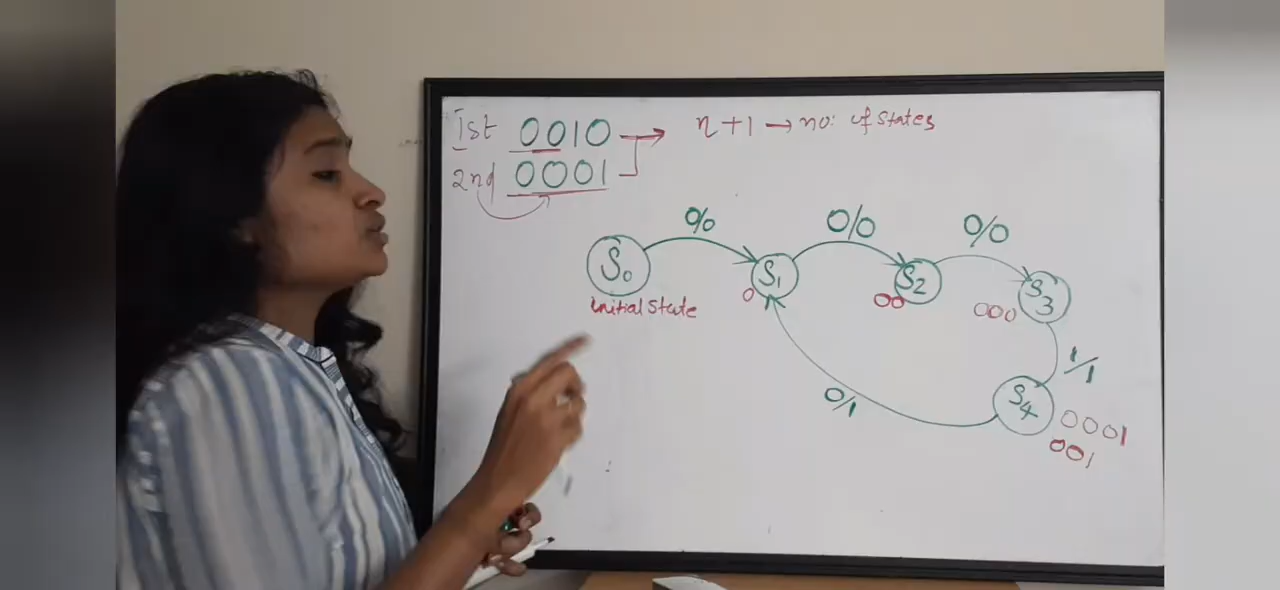 1st 0010 → n+1 → no: of states
2nd 0001
0/0
0/0
0/0
S0
S1
S2
S3
initial state
0
00
000
1/1
0/1
S4
0001
001